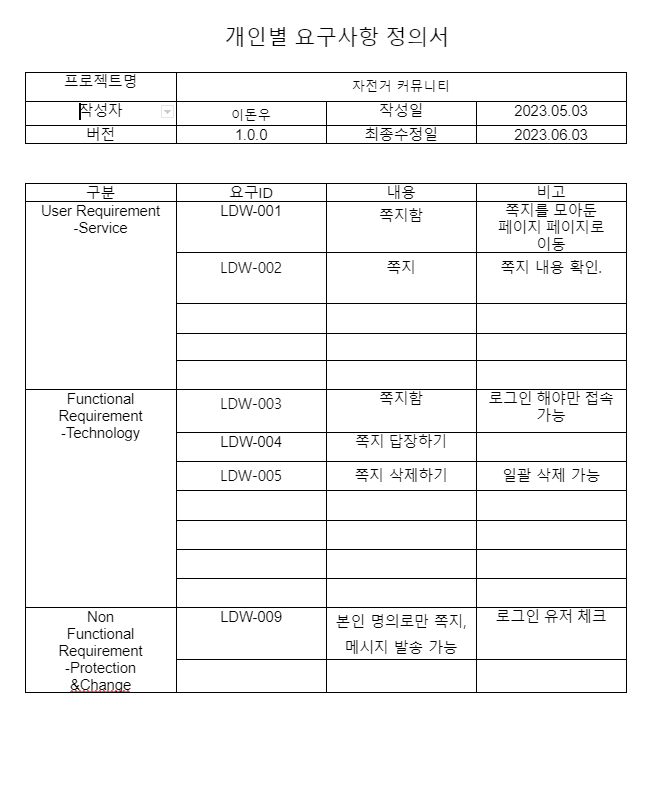 개인별 요구사항 정의서
프로젝트명 자전거 커뮤니티
작성자 이돈우 작성일 2023.05.03
버전 1.0.0 최종수정일 2023.06.03
구분 요구ID 내용 비고
User Requirement
-Service
LDW-001 쪽지함
쪽지를 모아둔
페이지 페이지로
이동
LDW-002 쪽지 쪽지 내용 확인.
Functional
Requirement
-Technology
LDW-003 쪽지함
로그인 해야만 접속
가능
LDW-004 쪽지 답장하기
LDW-005 쪽지 삭제하기 일괄 삭제 가능
Non
Functional
Requirement
-Protection
&Change
LDW-009
본인 명의로만 쪽지,
메시지 발송 가능
로그인 유저 체크